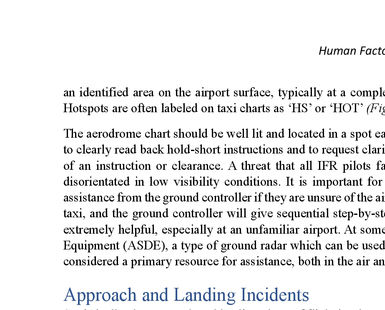 Human Facto
an identified area on the airport surface, typically at a comple
Hotspots are often labeled on taxi charts as ‘HS’ or ‘HOT’ (Fig
The aerodrome chart should be well lit and located in a spot ea
to clearly read back hold-short instructions and to request clari
of an instruction or clearance. A threat that all IFR pilots fa
disorientated in low visibility conditions. It is important for
assistance from the ground controller if they are unsure of the ai
taxi, and the ground controller will give sequential step-by-ste
extremely helpful, especially at an unfamiliar airport. At some
Equipment (ASDE), a type of ground radar which can be used
considered a primary resource for assistance, both in the air an
Approach and Landing Incidents